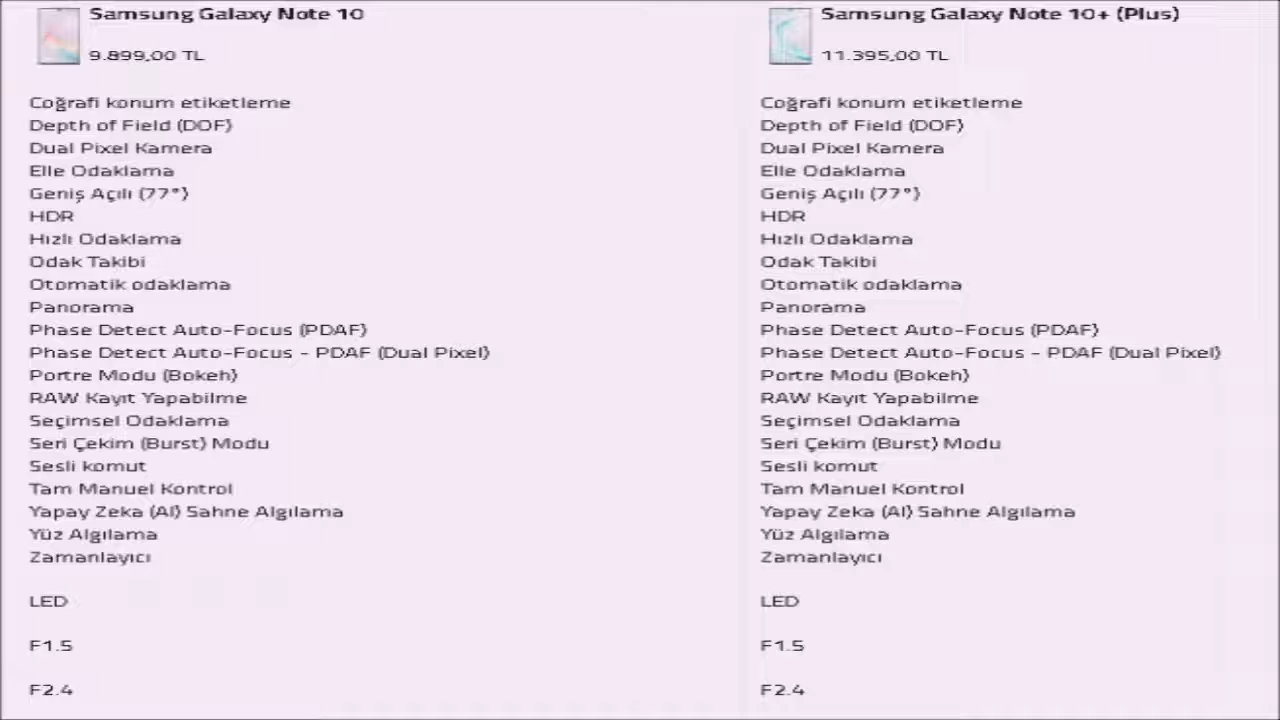 Samsung Galaxy Note 10
9.899,00 TL
Coğrafi konum etiketleme
Depth of Field (DOF)
Dual Pixel Kamera
Elle Odaklama
Geniş Açılı (77°)
HDR
Hızlı Odaklama
Odak Takibi
Otomatik odaklama
Panorama
Phase Detect Auto-Focus (PDAF)
Phase Detect Auto-Focus - PDAF (Dual Pixel)
Portre Modu (Bokeh)
RAW Kayıt Yapabilme
Seçimsel Odaklama
Seri Çekim (Burst) Modu
Sesli komut
Tam Manuel Kontrol
Yapay Zeka (AI) Sahne Algılama
Yüz Algılama
Zamanlayıcı
LED
F1.5
F2.4
Samsung Galaxy Note 10+ (Plus)
11.395,00 TL
Coğrafi konum etiketleme
Depth of Field (DOF)
Dual Pixel Kamera
Elle Odaklama
Geniş Açılı (77°)
HDR
Hızlı Odaklama
Odak Takibi
Otomatik odaklama
Panorama
Phase Detect Auto-Focus (PDAF)
Phase Detect Auto-Focus - PDAF (Dual Pixel)
Portre Modu (Bokeh)
RAW Kayıt Yapabilme
Seçimsel Odaklama
Seri Çekim (Burst) Modu
Sesli komut
Tam Manuel Kontrol
Yapay Zeka (AI) Sahne Algılama
Yüz Algılama
Zamanlayıcı
LED
F1.5
F2.4